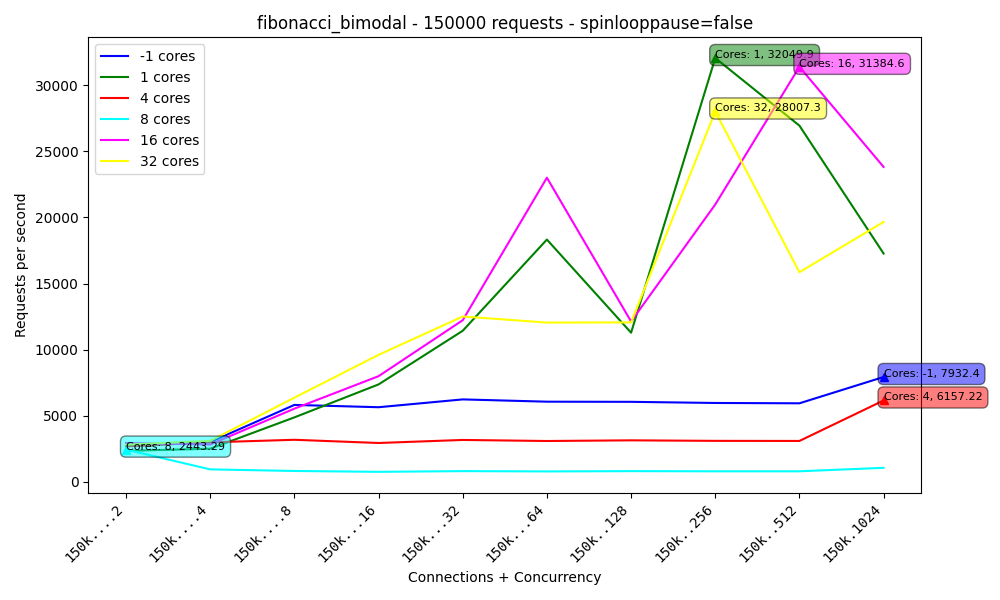 fibonacci_bimodal - 150000 requests - spinlooppause=false
-1 cores
1 cores
4 cores
8 cores
16 cores
32 cores
Cores: 1, 32049.9
Cores: 16, 31384.6
Cores: 32, 28007.3
Cores: -1, 7932.4
Cores: 4, 6157.22
Cores: 8, 2443.29
Requests per second
30000
25000
20000
15000
10000
5000
0
150k....2
150k....4
150k....8
150k...16
150k...32
150k...64
150k..128
150k..256
150k..512
150k.1024
Connections + Concurrency